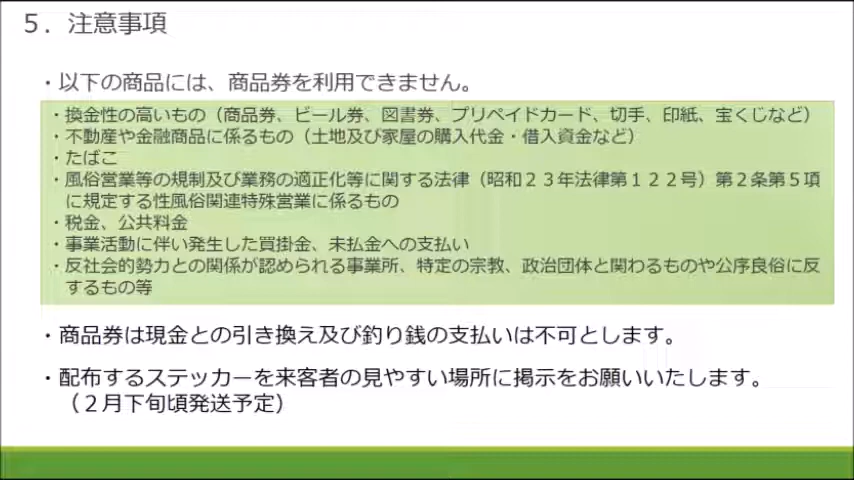 ５．注意事項
・以下の商品には、商品券を利用できません。
・換金性の高いもの（商品券、ビール券、図書券、プリペイドカード、切手、印紙、宝くじなど）
・不動産や金融商品に係るもの（土地及び家屋の購入代金・借入資金など）
・たばこ
・風俗営業等の規制及び業務の適正化等に関する法律（昭和２３年法律第１２２号）第２条第５項
に規定する性風俗関連特殊営業に係るもの
・税金、公共料金
・事業活動に伴い発生した買掛金、未払金への支払い
・反社会的勢力との関係が認められる事業所、特定の宗教、政治団体と関わるものや公序良俗に反
するもの等
・商品券は現金との引き換え及び釣り銭の支払いは不可とします。
・配布するステッカーを来客者の見やすい場所に掲示をお願いいたします。
（２月下旬頃発送予定）